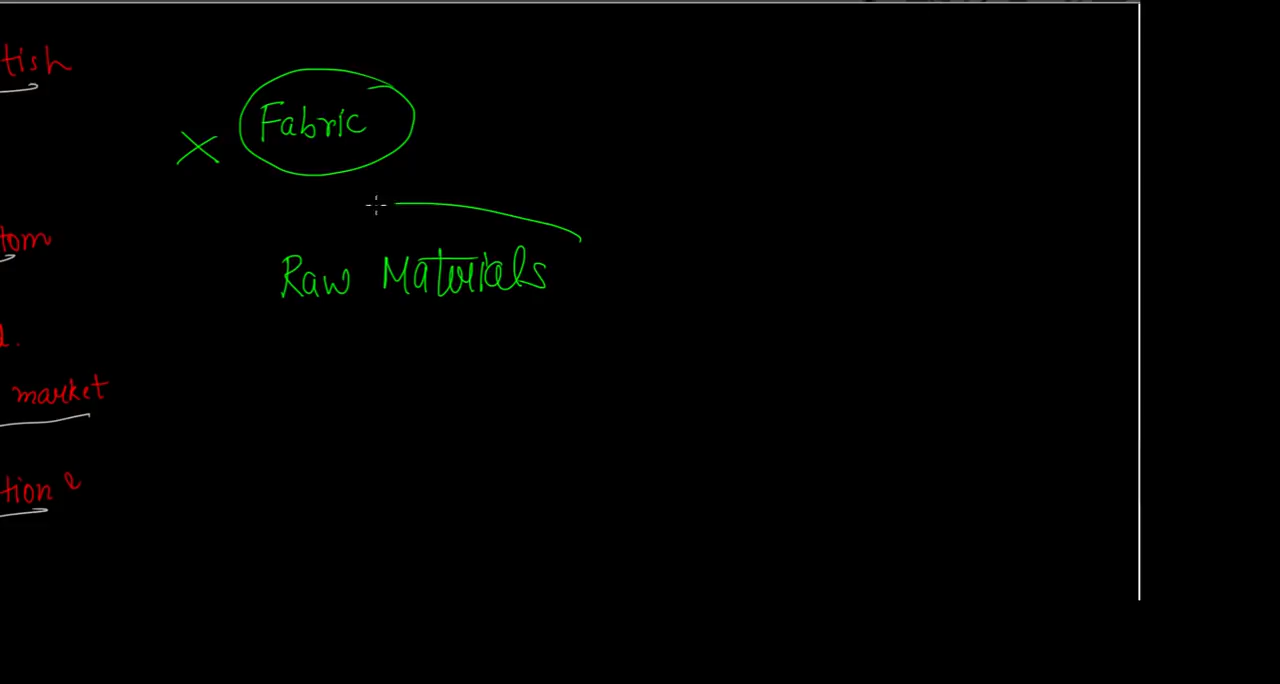 tish
Fabric
tom
Raw Materials
d.
market
tion &